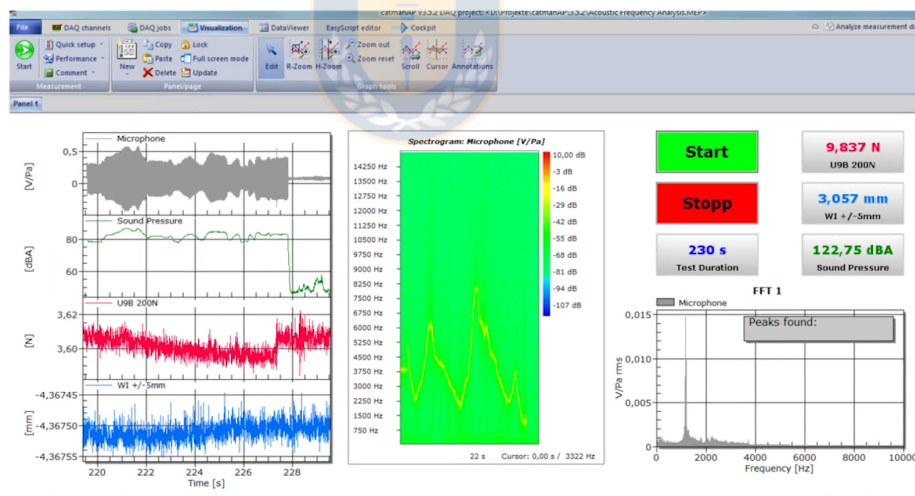 catmanAP V3.5.2 DAQ project: <D:\Projekte\catmanAP\3.5.2\Acoustic Frequency Analysis.MEP>
File DAQ channels DAQ jobs Visualization DataViewer EasyScript editor Cockpit Analyze measurement da
Start Quick setup Performance Comment New Copy Paste Delete Lock Full screen mode Update Edit R-Zoom H-Zoom Zoom out Zoom reset Scroll Cursor Annotations
Measurement Panel/page Graph tools
Panel 1
Microphone
[V/Pa]
0,5
0
Sound Pressure
[dBA]
80
60
U9B 200N
[N]
3,62
3,60
WI +/-5mm
[mm]
-4,36745
-4,36750
-4,36755
220 222 224 226 228
Time [s]
Spectrogram: Microphone [V/Pa]
14250 Hz
13500 Hz
12750 Hz
12000 Hz
11250 Hz
10500 Hz
9750 Hz
9000 Hz
8250 Hz
7500 Hz
6750 Hz
6000 Hz
5250 Hz
4500 Hz
3750 Hz
3000 Hz
2250 Hz
1500 Hz
750 Hz
10,00 dB
-3 dB
-16 dB
-29 dB
-42 dB
-55 dB
-68 dB
-81 dB
-94 dB
-107 dB
22 s Cursor: 0,00 s / 3322 Hz
Start
9,837 N
U9B 200N
Stopp
3,057 mm
WI +/-5mm
230 s
Test Duration
122,75 dBA
Sound Pressure
FFT 1
Microphone
Peaks found:
V/Pa rms
0,015
0,010
0,005
0
0 2000 4000 6000 8000 10000
Frequency [Hz]